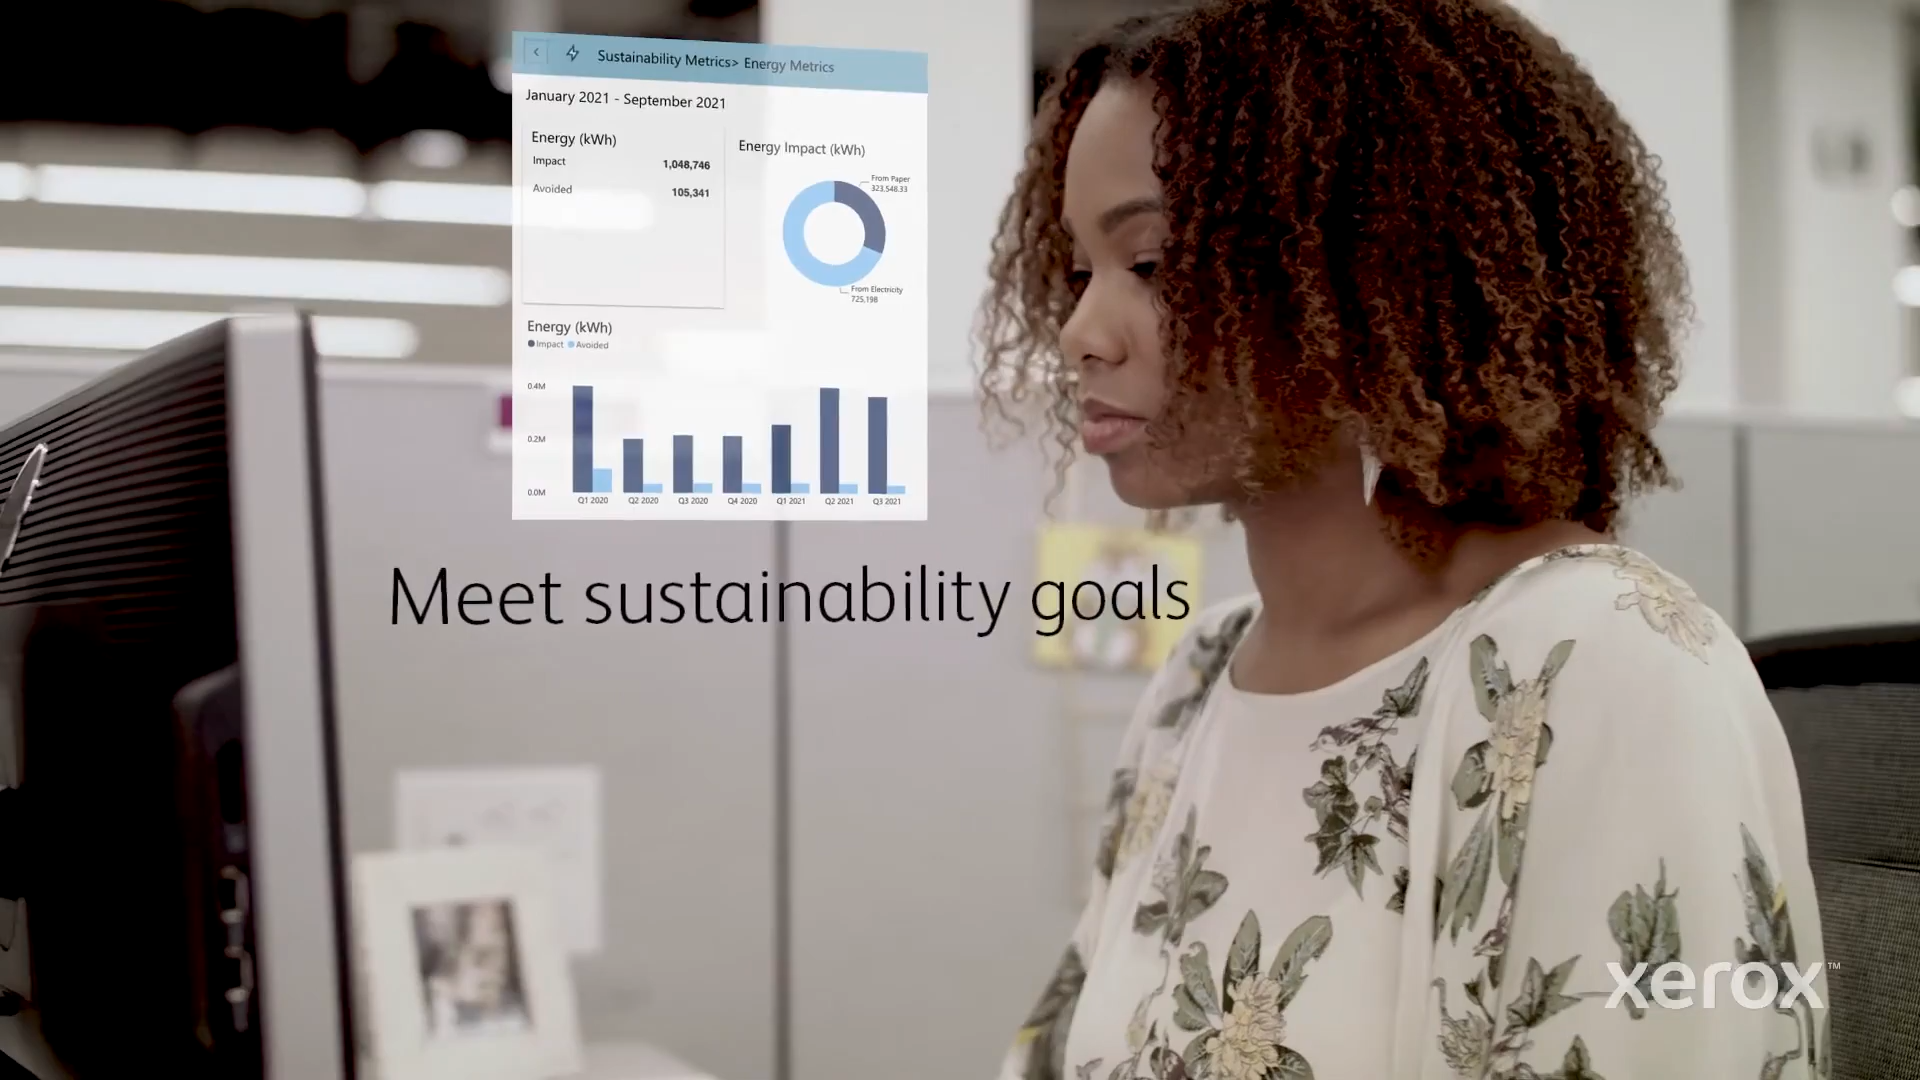 Sustainability Metrics> Energy Metrics
January 2021 - September 2021
Energy (kWh)
Impact 1,048,746
Avoided 105,341
Energy Impact (kWh)
From Paper
323,548.33
From Electricity
725,198
Energy (kWh)
Impact Avoided
0.4M
0.2M
0.0M
Q1 2020 Q2 2020 Q3 2020 Q4 2020 Q1 2021 Q2 2021 Q3 2021
Meet sustainability goals
xerox™